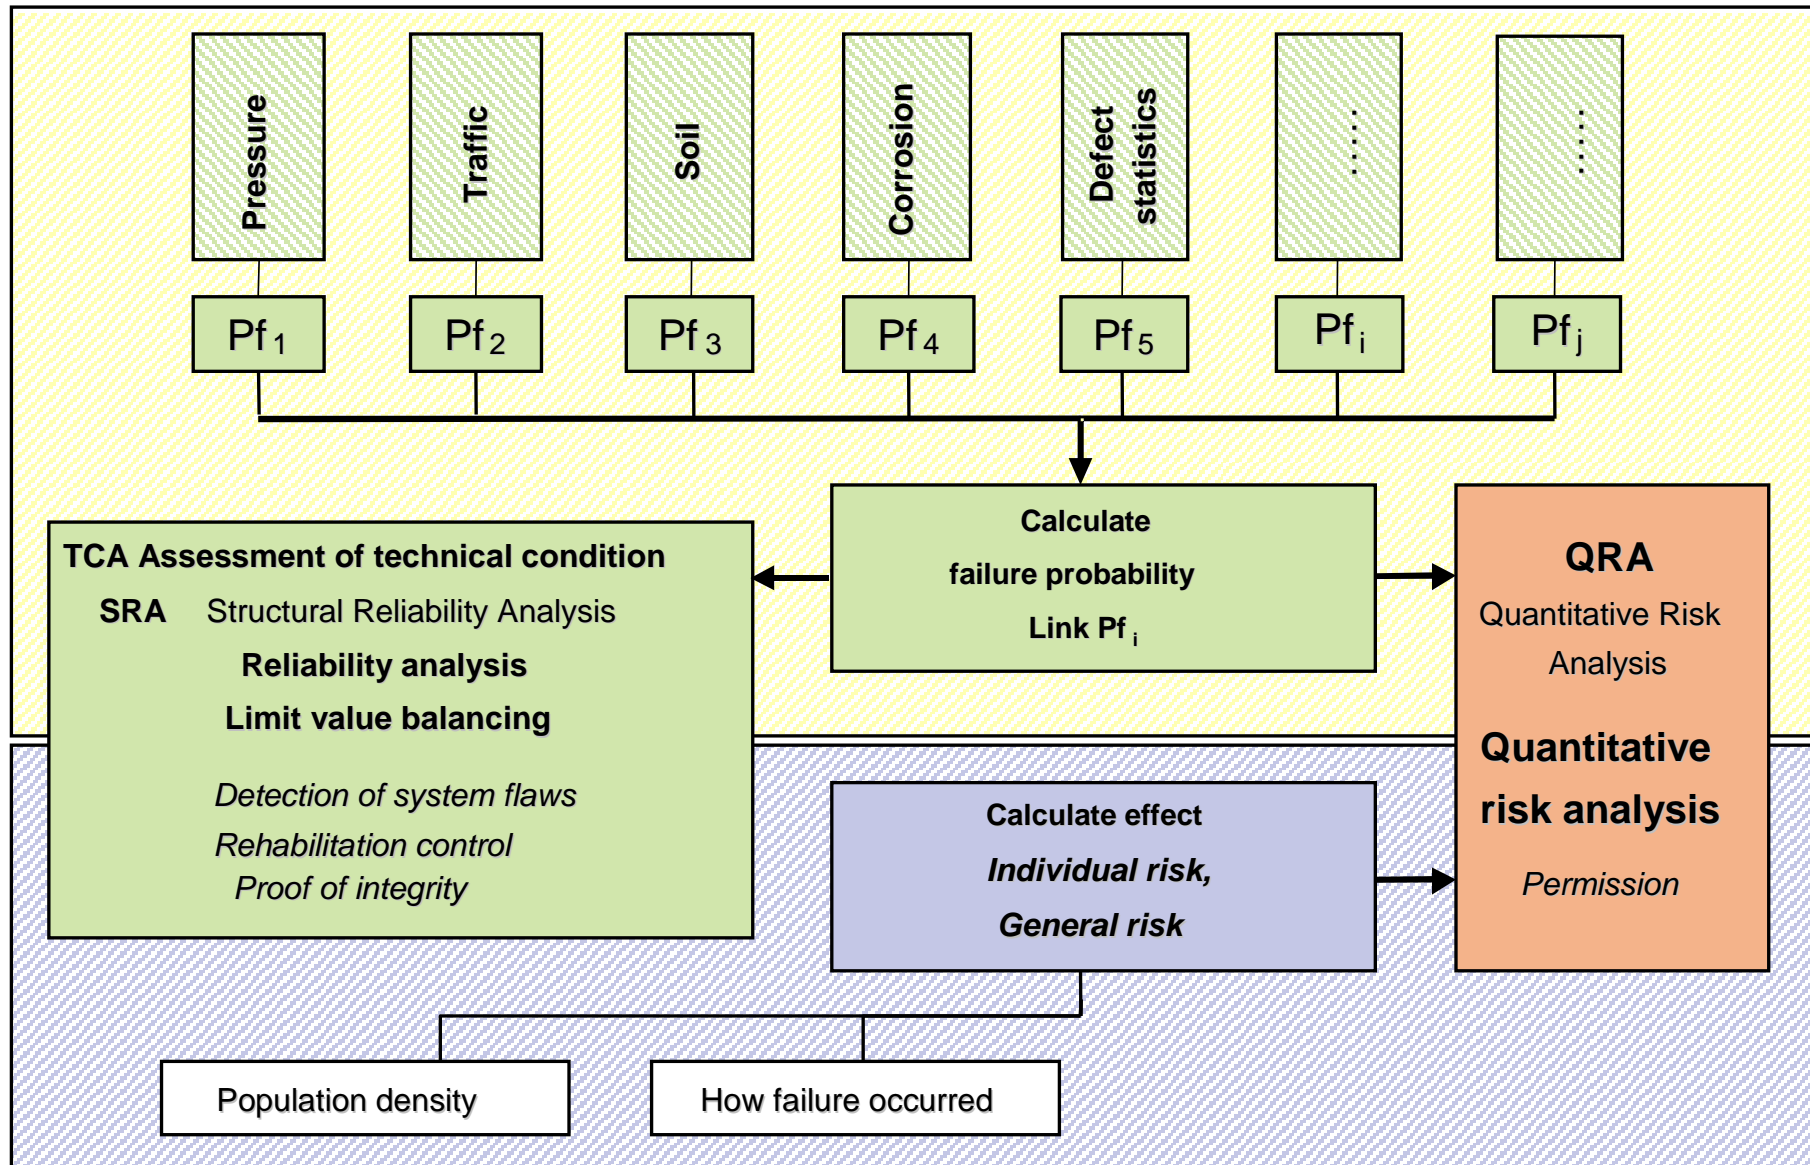 Pressure
Traffic
Soil
Corrosion
Defect
statistics
......
.....
Pf 1
Pf 2
Pf 3
Pf 4
Pf 5
Pf i
Pf j
Calculate
failure probability
Link Pf i
TCA Assessment of technical condition
SRA Structural Reliability Analysis
Reliability analysis
Limit value balancing
Detection of system flaws
Rehabilitation control
Proof of integrity
QRA
Quantitative Risk
Analysis
Quantitative
risk analysis
Permission
Calculate effect
Individual risk,
General risk
Population density
How failure occurred